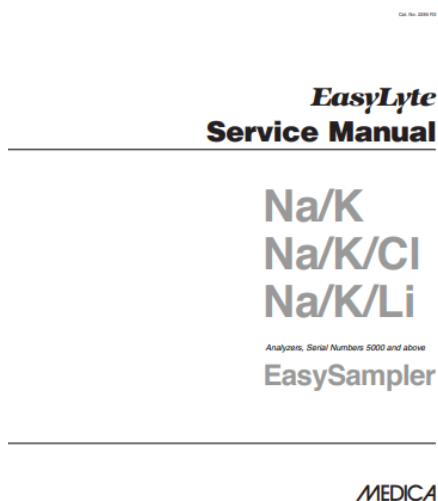 EasyLyte
Service Manual
Na/K
Na/K/Cl
Na/K/Li
Analyzers, Serial Numbers 5000 and above
EasySampler
MEDICA